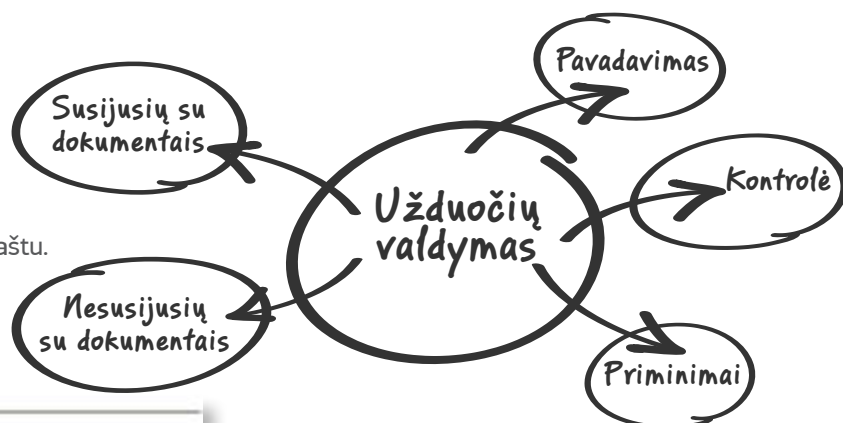 Pavadavimas
Susijusių su
dokumentais
Kontrolė
Užduočių
valdymas
aštu.
Nesusijusių
su dokumentais
Priminimai